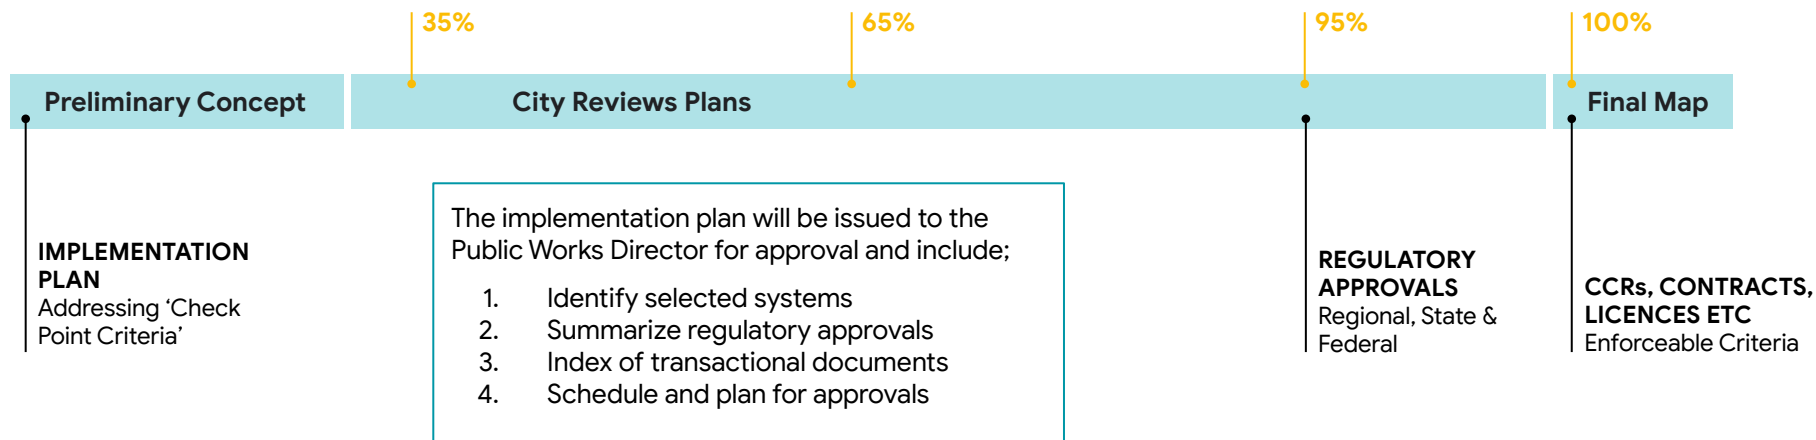 35%
65%
95%
100%
Preliminary Concept
City Reviews Plans
Final Map
IMPLEMENTATION
PLAN
Addressing ‘Check
Point Criteria’
The implementation plan will be issued to the
Public Works Director for approval and include;
1. Identify selected systems
2. Summarize regulatory approvals
3. Index of transactional documents
4. Schedule and plan for approvals
REGULATORY
APPROVALS
Regional, State &
Federal
CCRs, CONTRACTS,
LICENCES ETC
Enforceable Criteria